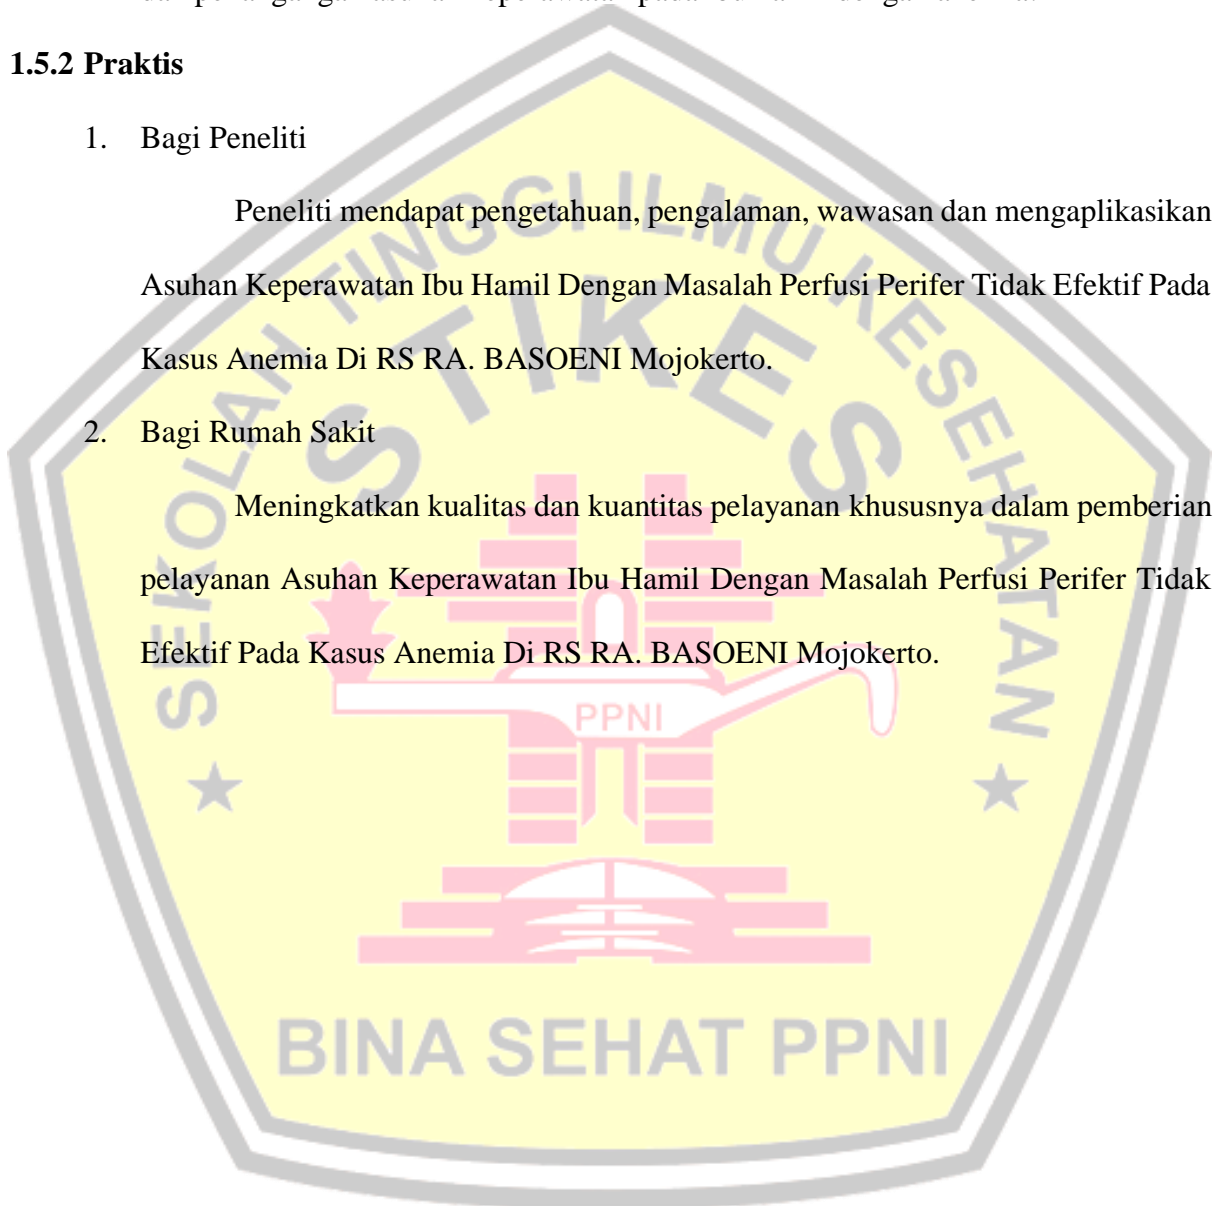 1.5.2 Praktis
1. Bagi Peneliti
Peneliti mendapat pengetahuan, pengalaman, wawasan dan mengaplikasikan
Asuhan Keperawatan Ibu Hamil Dengan Masalah Perfusi Perifer Tidak Efektif Pada
Kasus Anemia Di RS RA. BASOENI Mojokerto.
2. Bagi Rumah Sakit
Meningkatkan kualitas dan kuantitas pelayanan khususnya dalam pemberian
pelayanan Asuhan Keperawatan Ibu Hamil Dengan Masalah Perfusi Perifer Tidak
Efektif Pada Kasus Anemia Di RS RA. BASOENI Mojokerto.
SEKOLAH TINGGI ILMU KESEHATAN
STIKES
PPNI
BINA SEHAT PPNI